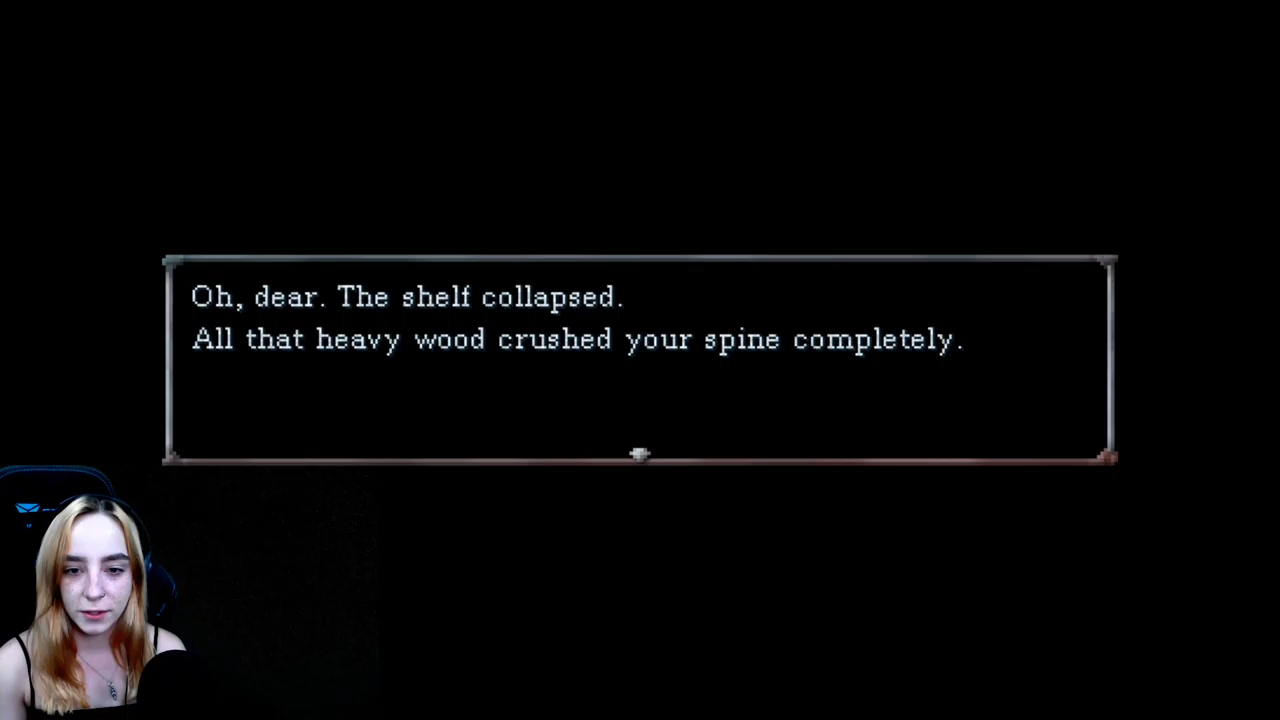 Oh, dear. The shelf collapsed.
All that heavy wood crushed your spine completely.